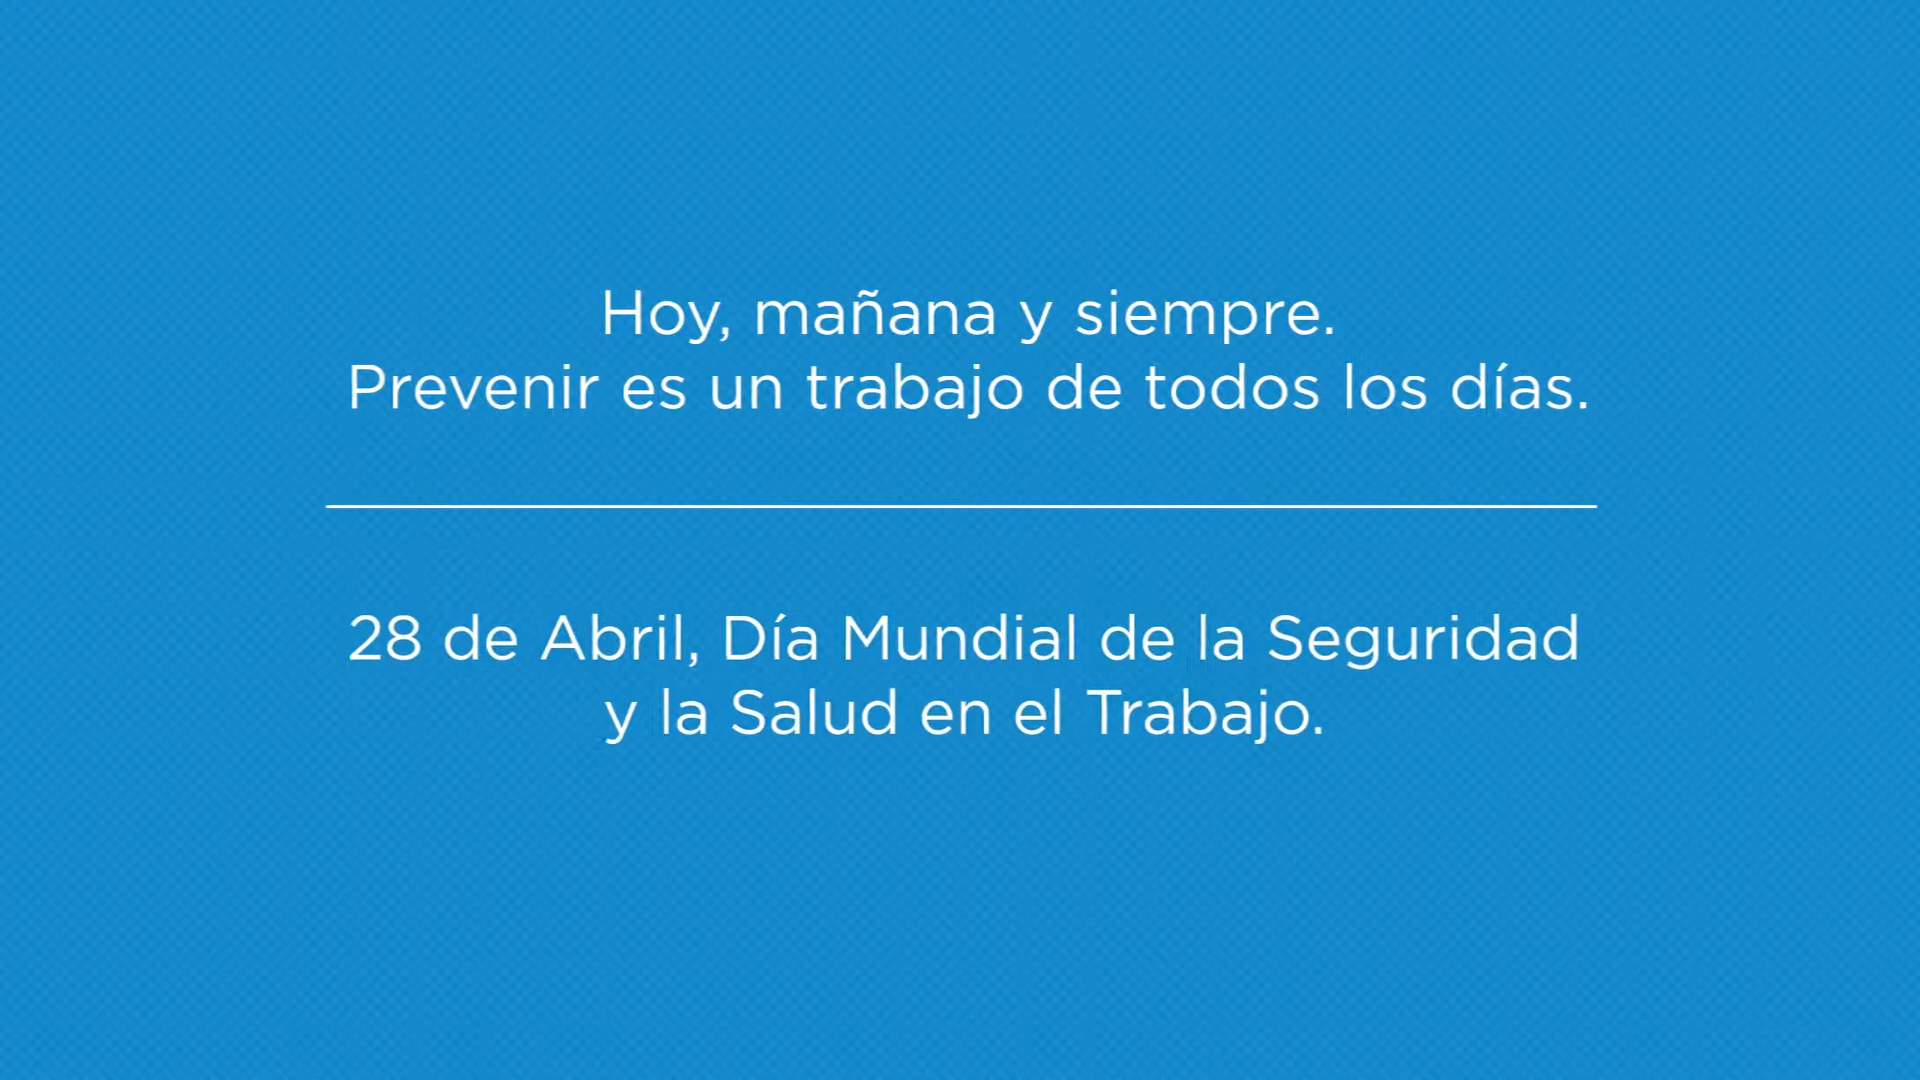 Hoy, mañana y siempre.
Prevenir es un trabajo de todos los días.
28 de Abril, Día Mundial de la Seguridad
y la Salud en el Trabajo.